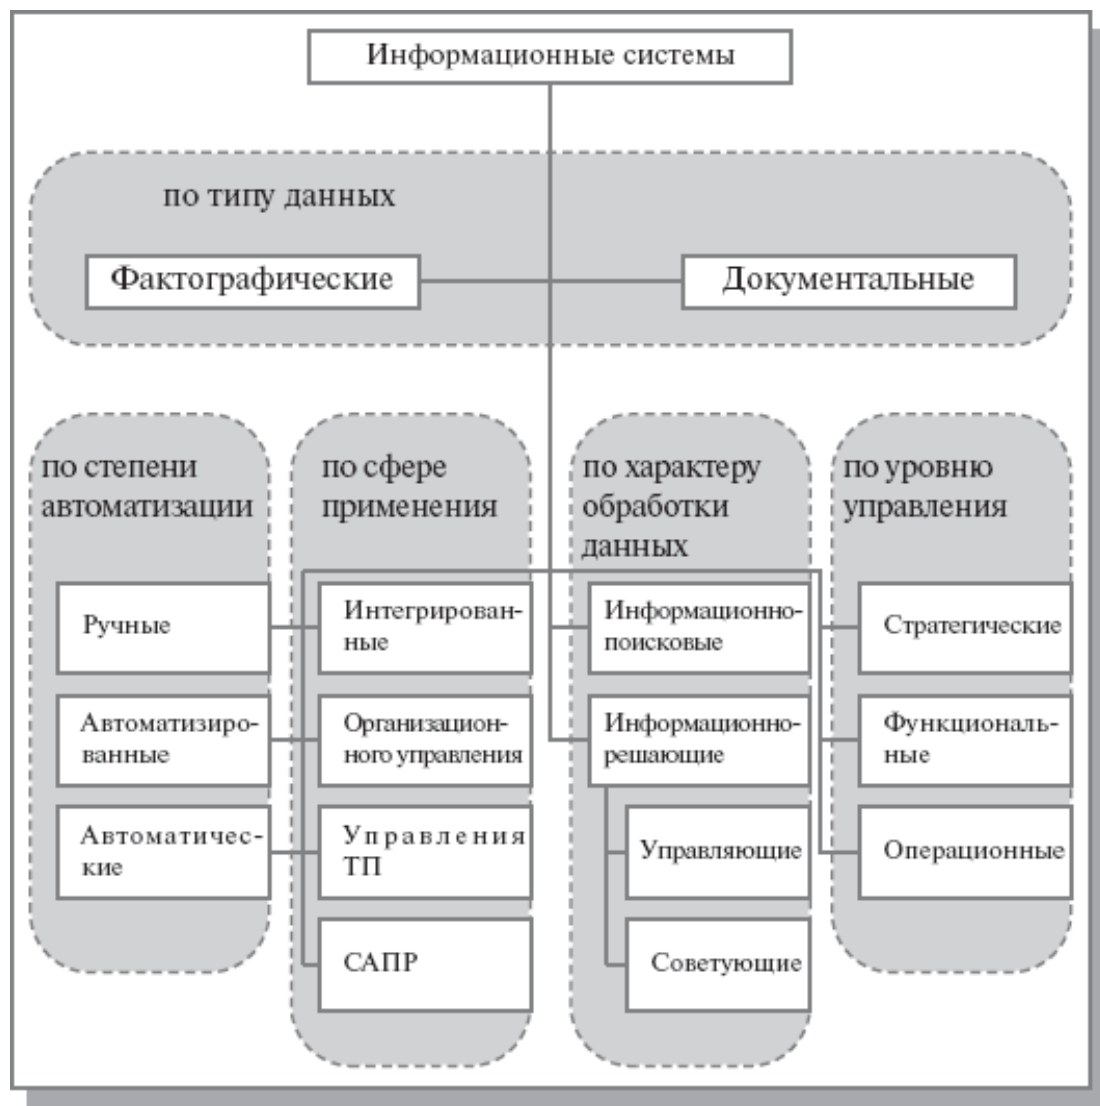 Информационные системы
по типу данных
Фактографические
Документальные
по степени
автоматизации
Ручные
Автоматизиро-
ванные
Автоматичес-
кие
по сфере
применения
Интегрирован-
ные
Организацион-
ного управления
Управления
ТП
САПР
по характеру
обработки
данных
Информационно-
поисковые
Информационно-
решающие
Управляющие
Советующие
по уровню
управления
Стратегические
Функциональ-
ные
Операционные